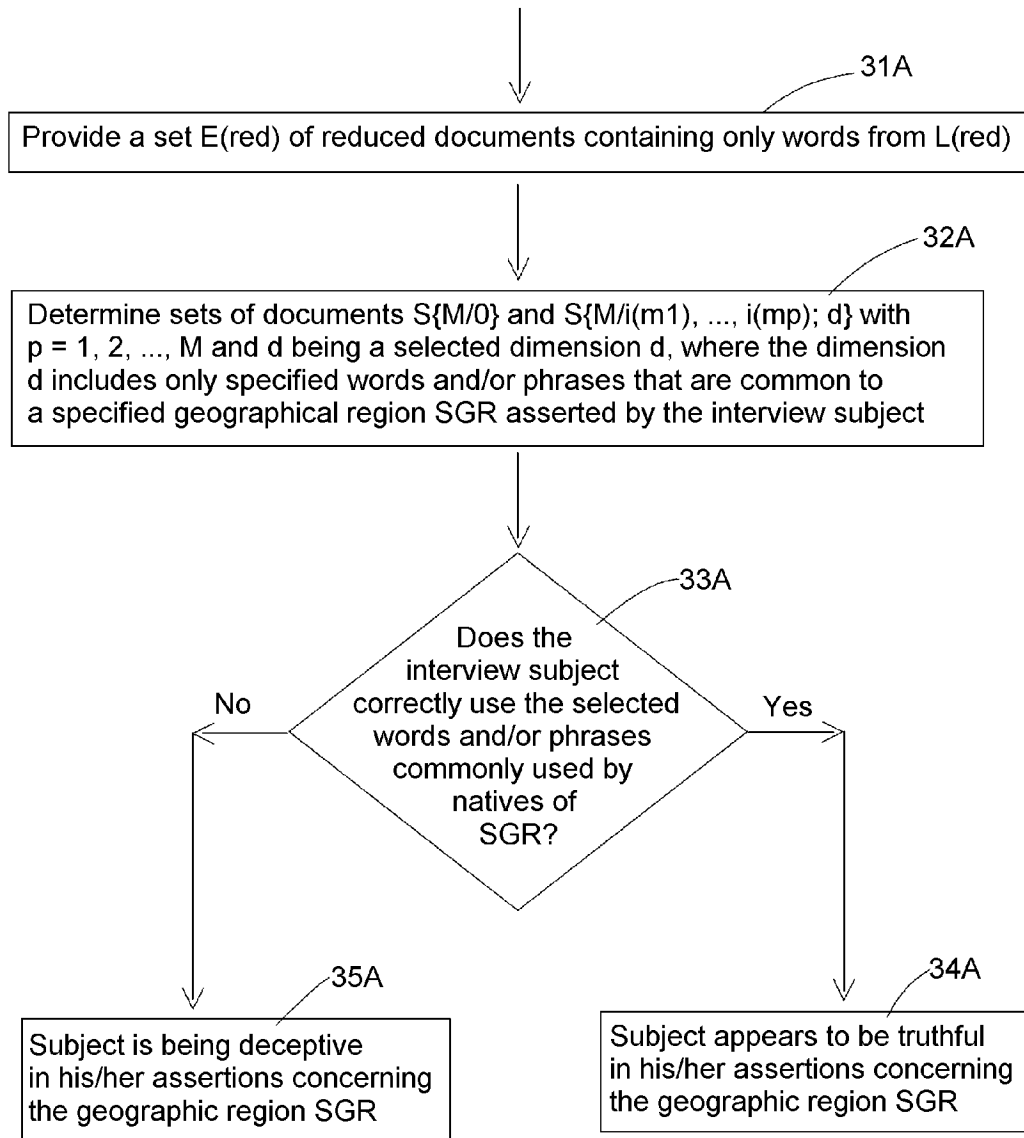 31A
Provide a set E(red) of reduced documents containing only words from L(red)
32A
Determine sets of documents S{M/0} and S{M/i(m1), ..., i(mp); d} with
p = 1, 2, ..., M and d being a selected dimension d, where the dimension
d includes only specified words and/or phrases that are common to
a specified geographical region SGR asserted by the interview subject
33A
Does the
interview subject
correctly use the selected
words and/or phrases
commonly used by
natives of
SGR?
No
Yes
35A
Subject is being deceptive
in his/her assertions concerning
the geographic region SGR
34A
Subject appears to be truthful
in his/her assertions concerning
the geographic region SGR